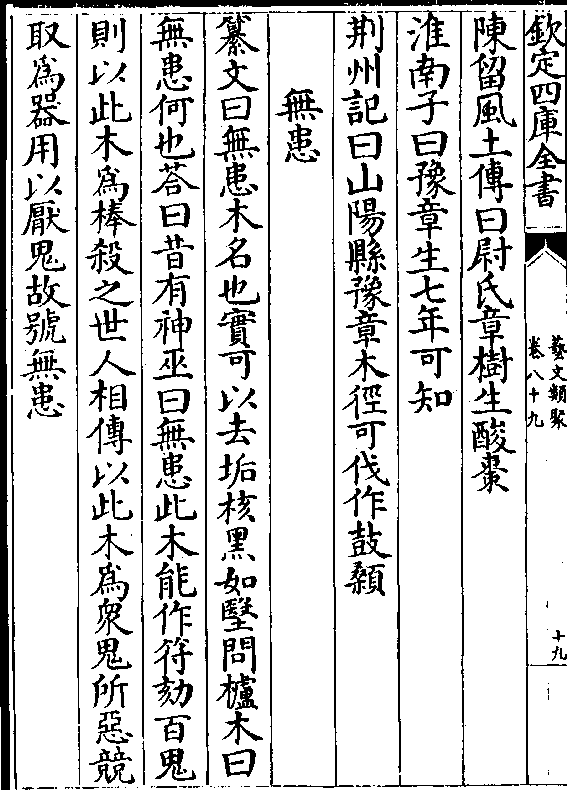 欽定四庫全書
藝文類聚
卷八十九
十九
陳留風土傳曰尉氏章樹生酸棗
淮南子曰豫章生七年可知
荆州記曰山陽縣豫章木徑可伐作鼓顙
無患
纂文曰無患木名也實可以去垢核黑如瑿問櫨木曰
無患何也荅曰昔有神巫曰無患此木能作符劾百鬼
則以此木為棒殺之世人相傳以此木為衆鬼所惡競
取為器用以厭鬼故號無患